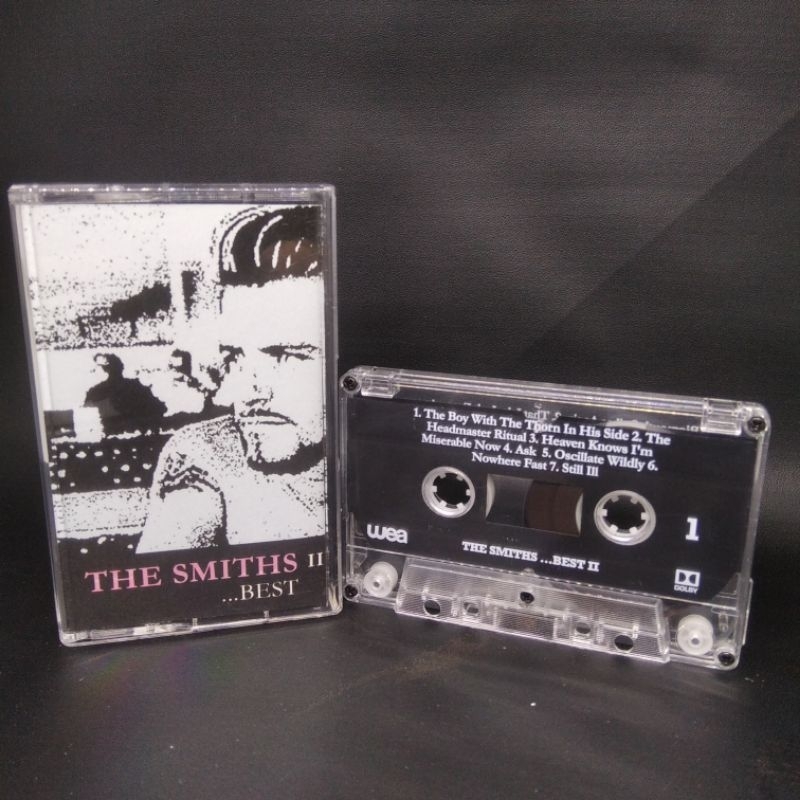 THE SMITHS II
...BEST
1. The Boy With The Thorn In His Side 2. The
Headmaster Ritual 3. Heaven Knows I'm
Miserable Now 4. Ask 5. Oscillate Wildly 6.
Nowhere Fast 7. Still Ill
wea
1
THE SMITHS ...BEST II
DOLBY